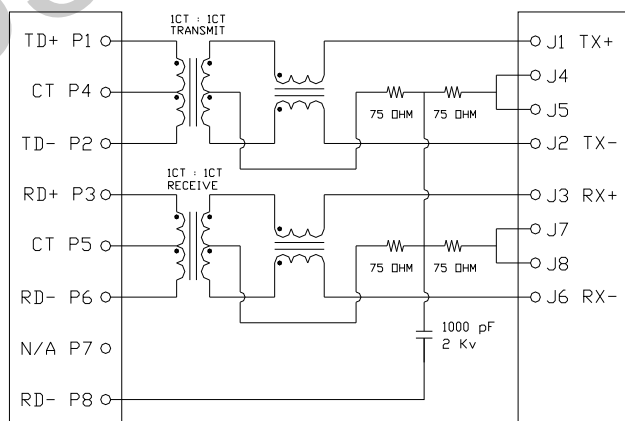 1CT : 1CT
TRANSMIT
TD+ P1
J1 TX+
J4
CT P4
75 OHM 75 OHM
J5
TD- P2
J2 TX-
1CT : 1CT
RECEIVE
RD+ P3
J3 RX+
J7
CT P5
75 OHM 75 OHM
J8
RD- P6
J6 RX-
1000 pF
2 Kv
N/A P7
RD- P8